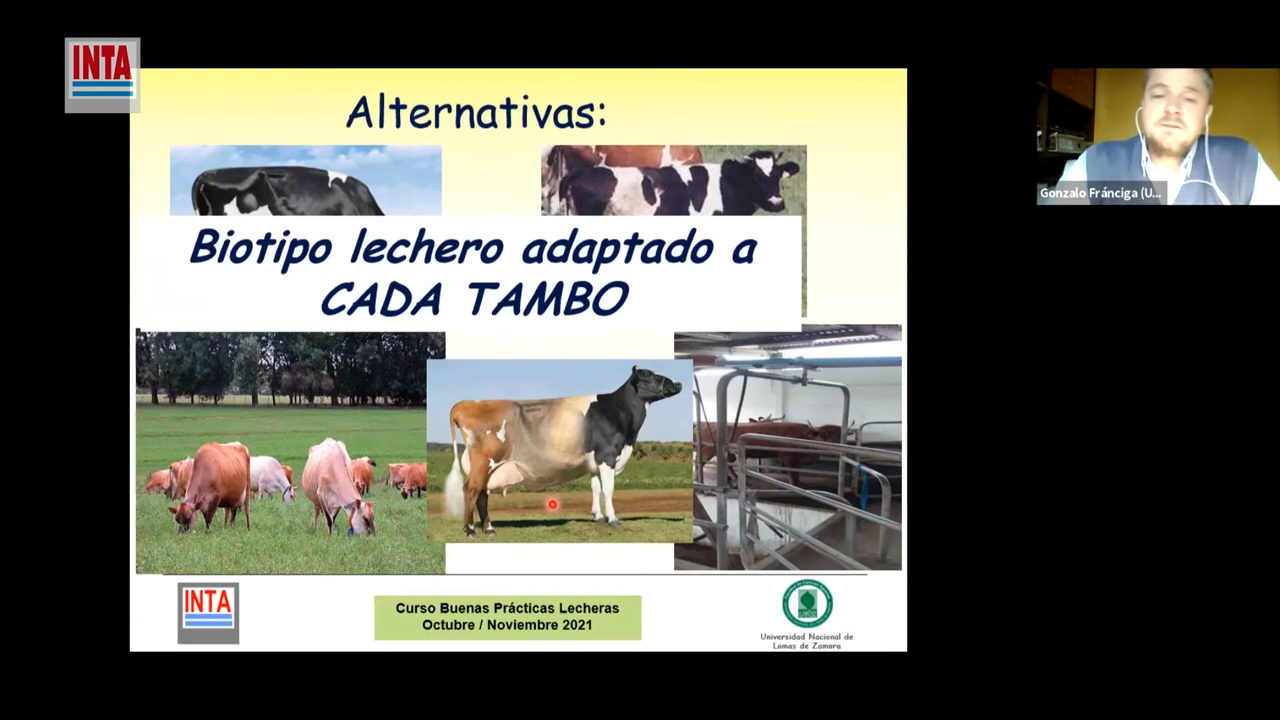 INTA
Alternativas:
Biotipo lechero adaptado a
CADA TAMBO
Gonzalo Fránciga (U...
INTA
Curso Buenas Prácticas Lecheras
Octubre / Noviembre 2021
Universidad Nacional de
Lomas de Zamora